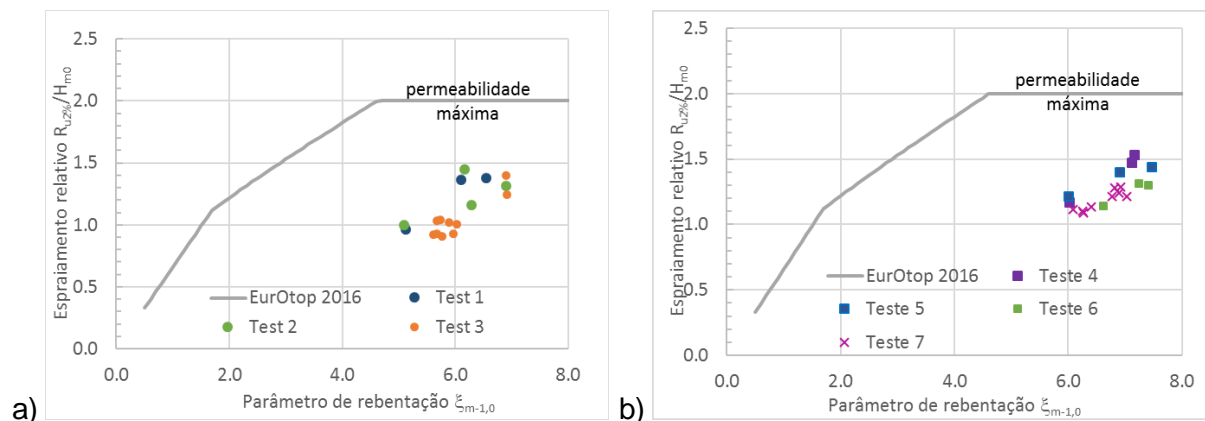 Espraiamento relativo Ru2%/Hm0
2.5
2.0
1.5
1.0
0.5
0.0
permeabilidade
máxima
EurOtop 2016
Test 1
Test 2
Test 3
0.0
2.0
4.0
6.0
8.0
Parâmetro de rebentação ξm-1,0
a)
Espraiamento relativo Ru2%/Hm0
2.5
2.0
1.5
1.0
0.5
0.0
permeabilidade
máxima
EurOtop 2016
Teste 4
Teste 5
Teste 6
Teste 7
0.0
2.0
4.0
6.0
8.0
Parâmetro de rebentação ξm-1,0
b)